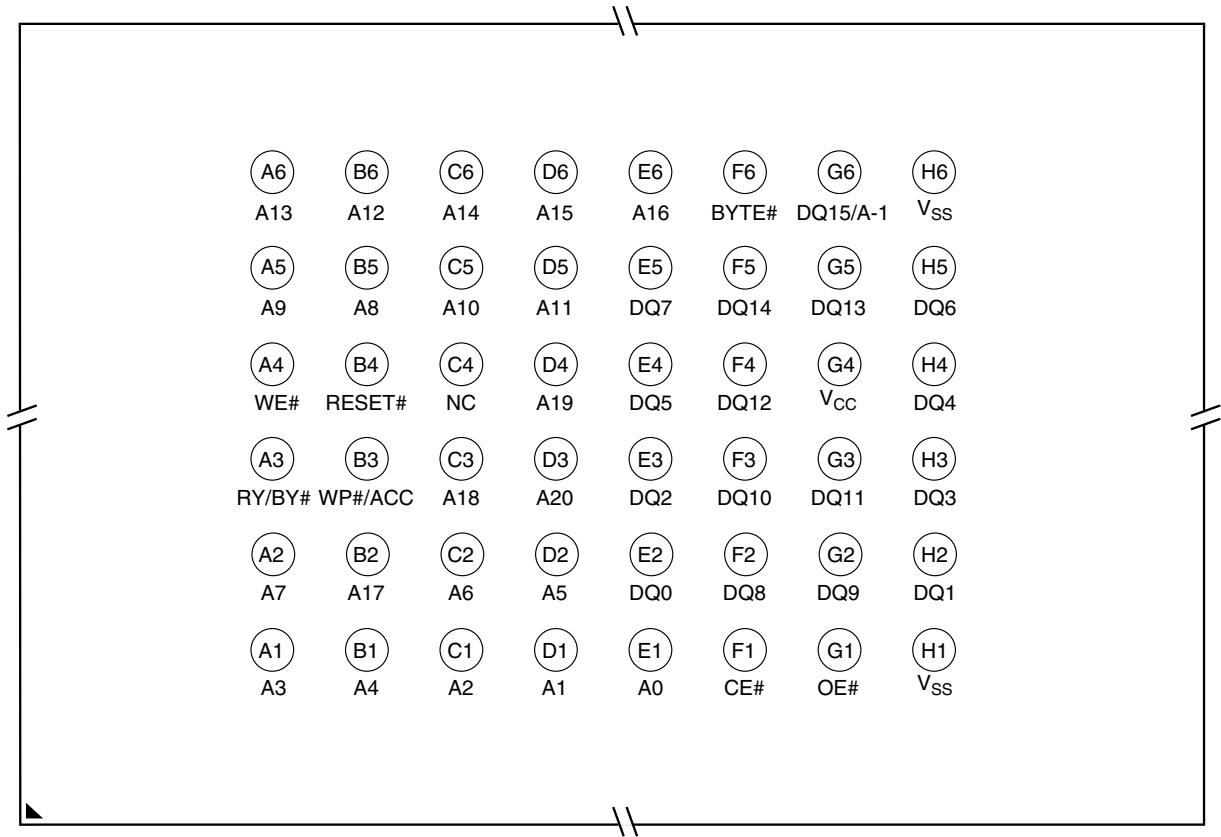 A6 B6 C6 D6 E6 F6 G6 H6
A13 A12 A14 A15 A16 BYTE# DQ15/A-1 VSS
A5 B5 C5 D5 E5 F5 G5 H5
A9 A8 A10 A11 DQ7 DQ14 DQ13 DQ6
A4 B4 C4 D4 E4 F4 G4 H4
WE# RESET# NC A19 DQ5 DQ12 VCC DQ4
A3 B3 C3 D3 E3 F3 G3 H3
RY/BY# WP#/ACC A18 A20 DQ2 DQ10 DQ11 DQ3
A2 B2 C2 D2 E2 F2 G2 H2
A7 A17 A6 A5 DQ0 DQ8 DQ9 DQ1
A1 B1 C1 D1 E1 F1 G1 H1
A3 A4 A2 A1 A0 CE# OE# VSS